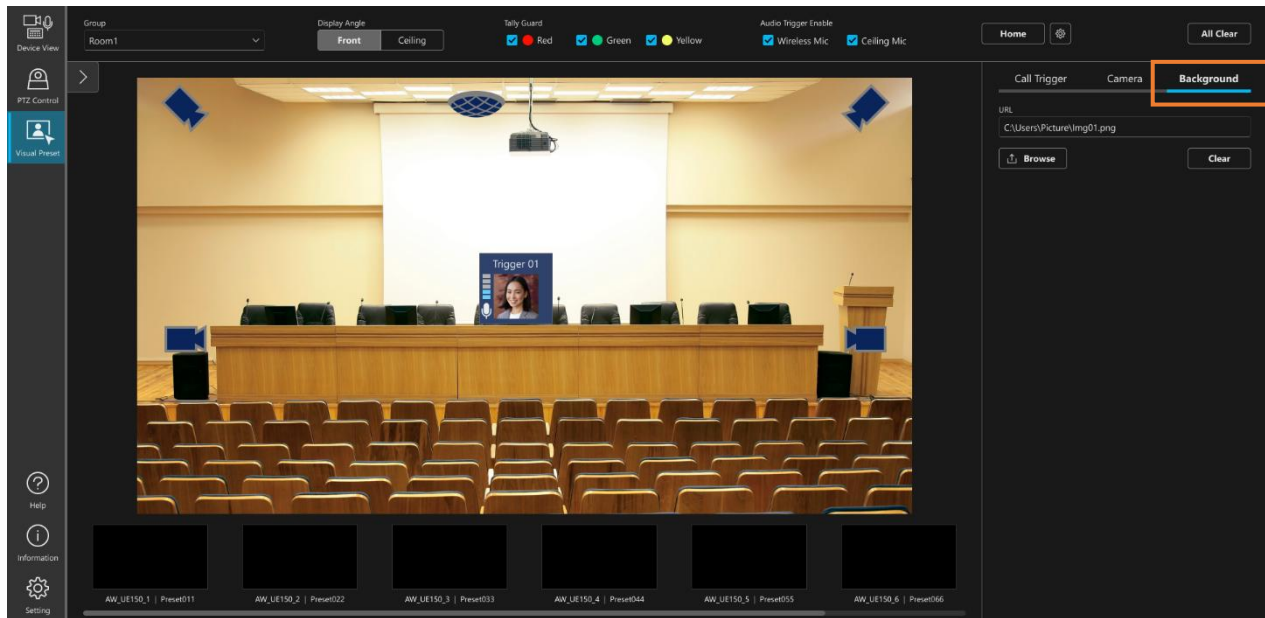 Device View
PTZ Control
Visual Preset
Help
Information
Setting
Group
Room1
Display Angle
Front Ceiling
Tally Guard
Red Green Yellow
Audio Trigger Enable
Wireless Mic Ceiling Mic
Home
All Clear
Trigger 01
AW_UE150_1 | Preset011
AW_UE150_2 | Preset022
AW_UE150_3 | Preset033
AW_UE150_4 | Preset044
AW_UE150_5 | Preset055
AW_UE150_6 | Preset066
Call Trigger Camera Background
URL
C:\Users\Picture\Img01.png
Browse Clear